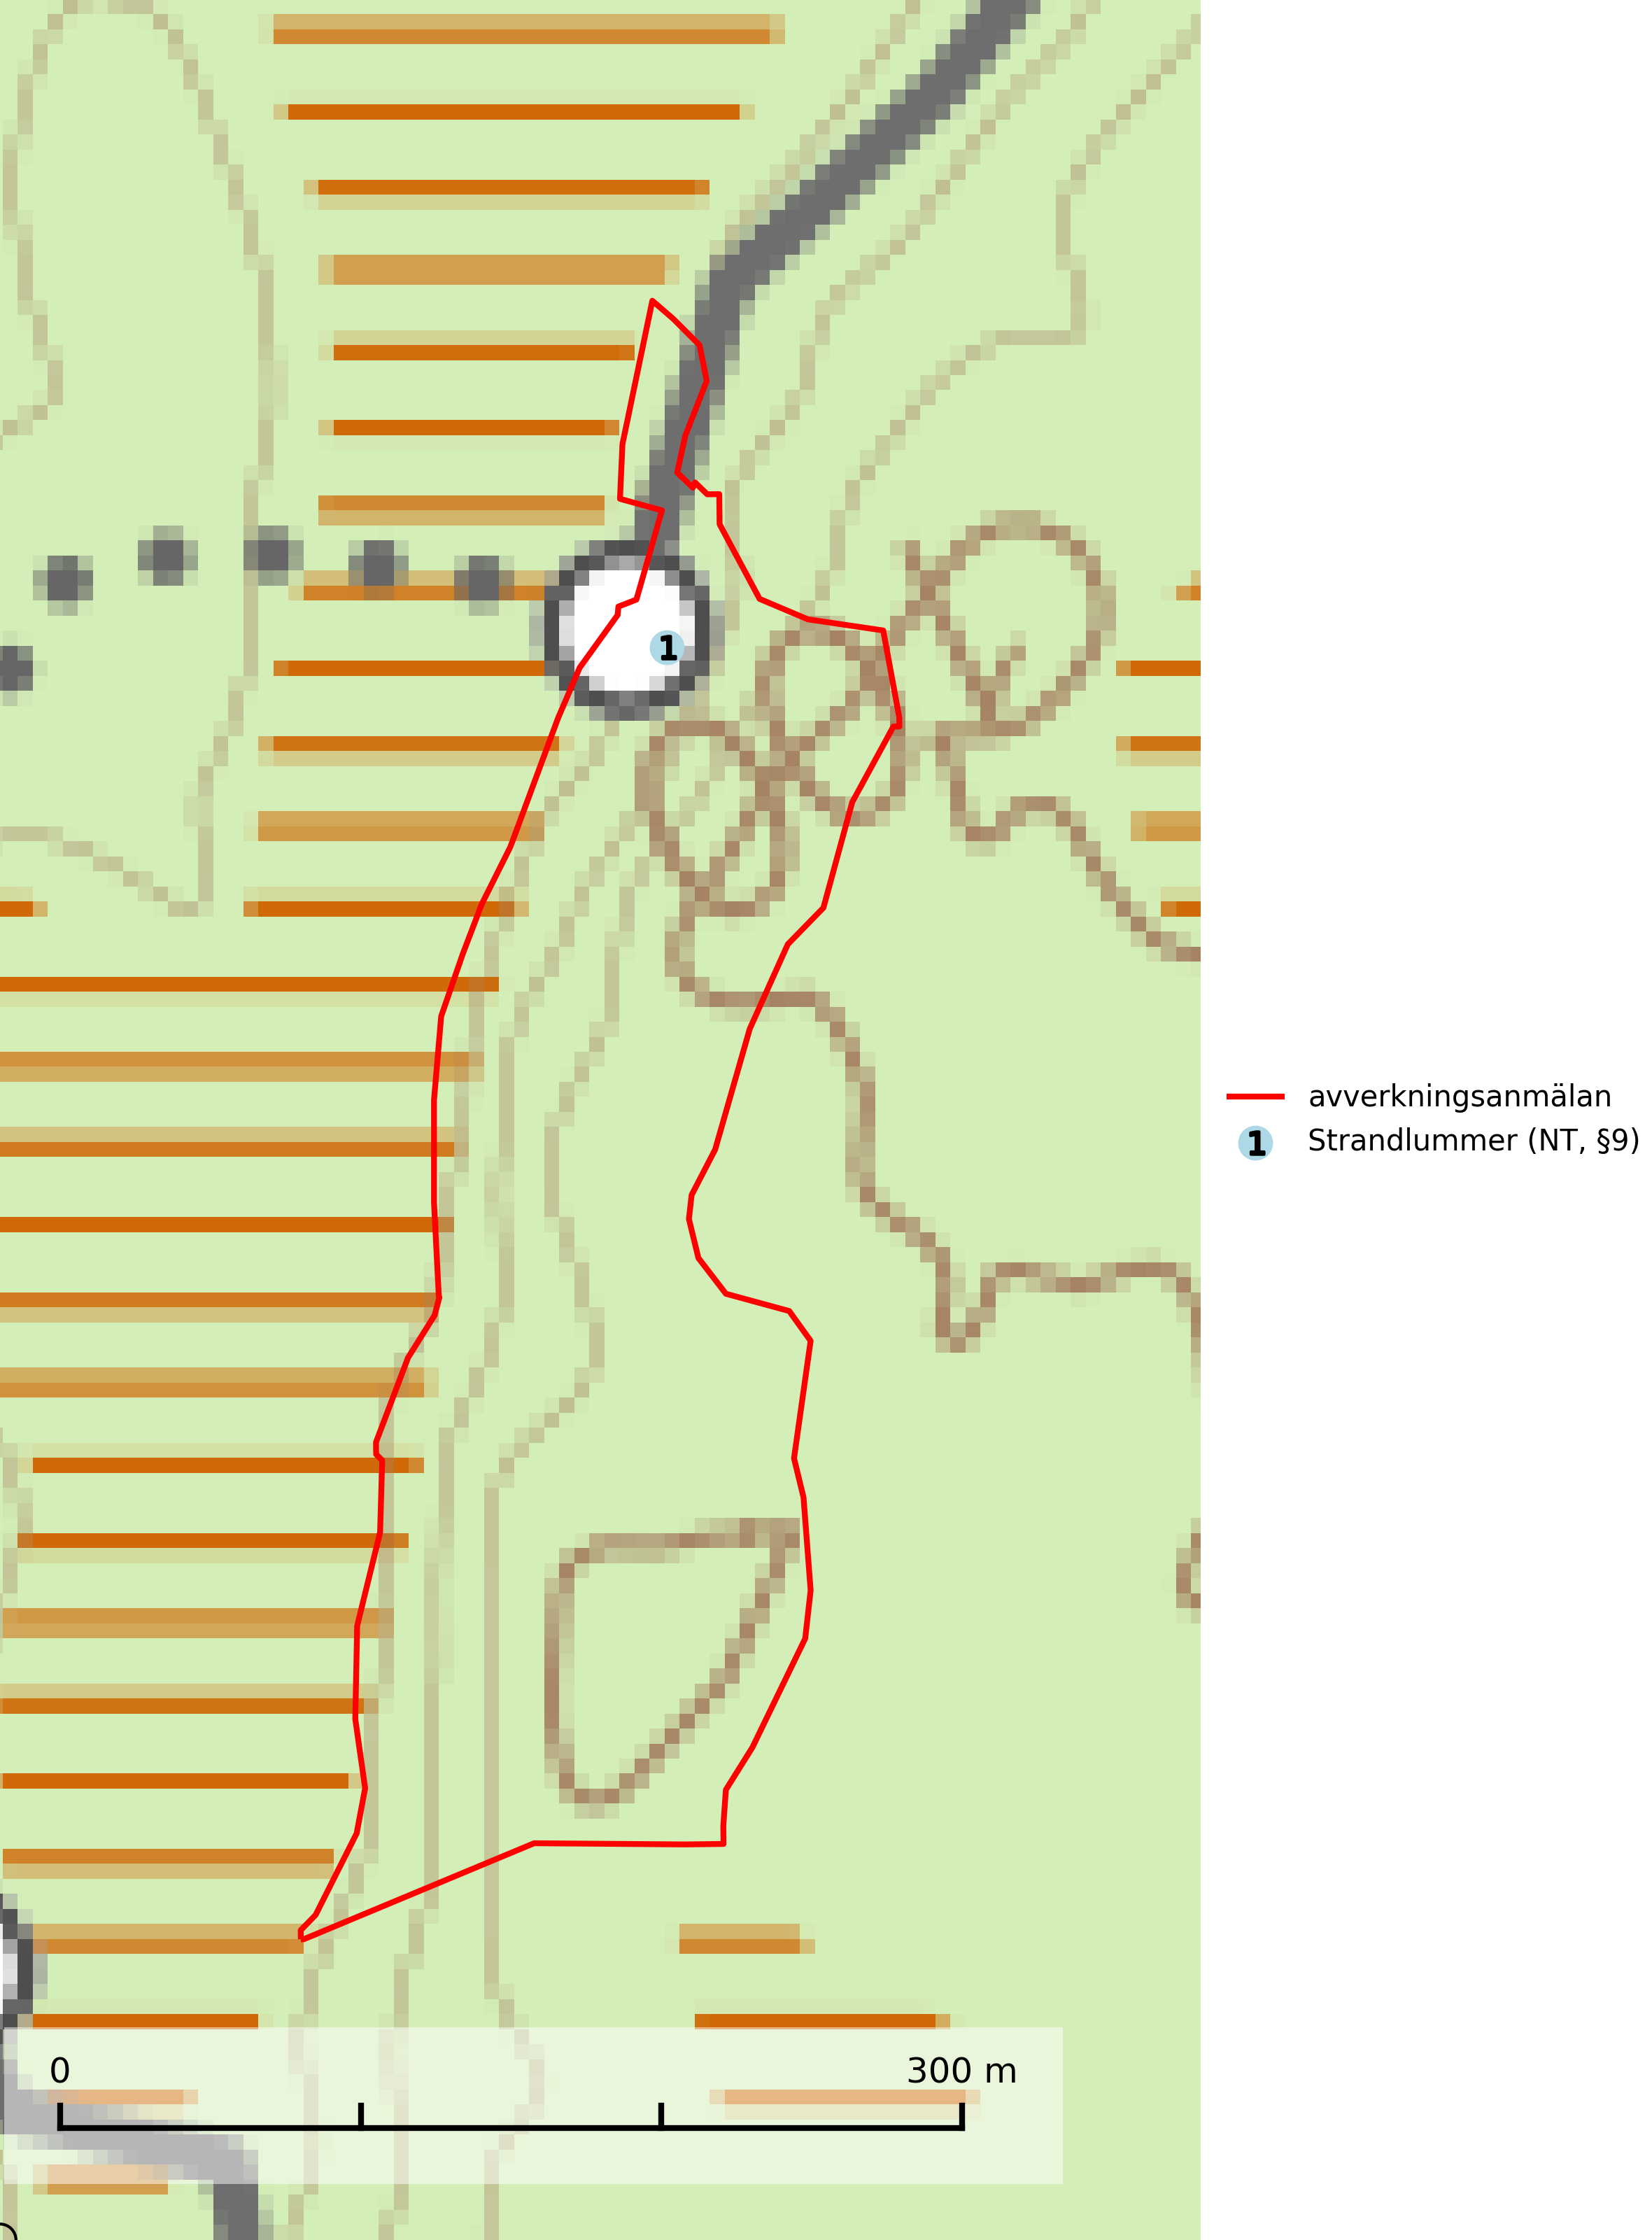 1
avverkningsanmälan
1 Strandlummer (NT, §9)
0 300 m